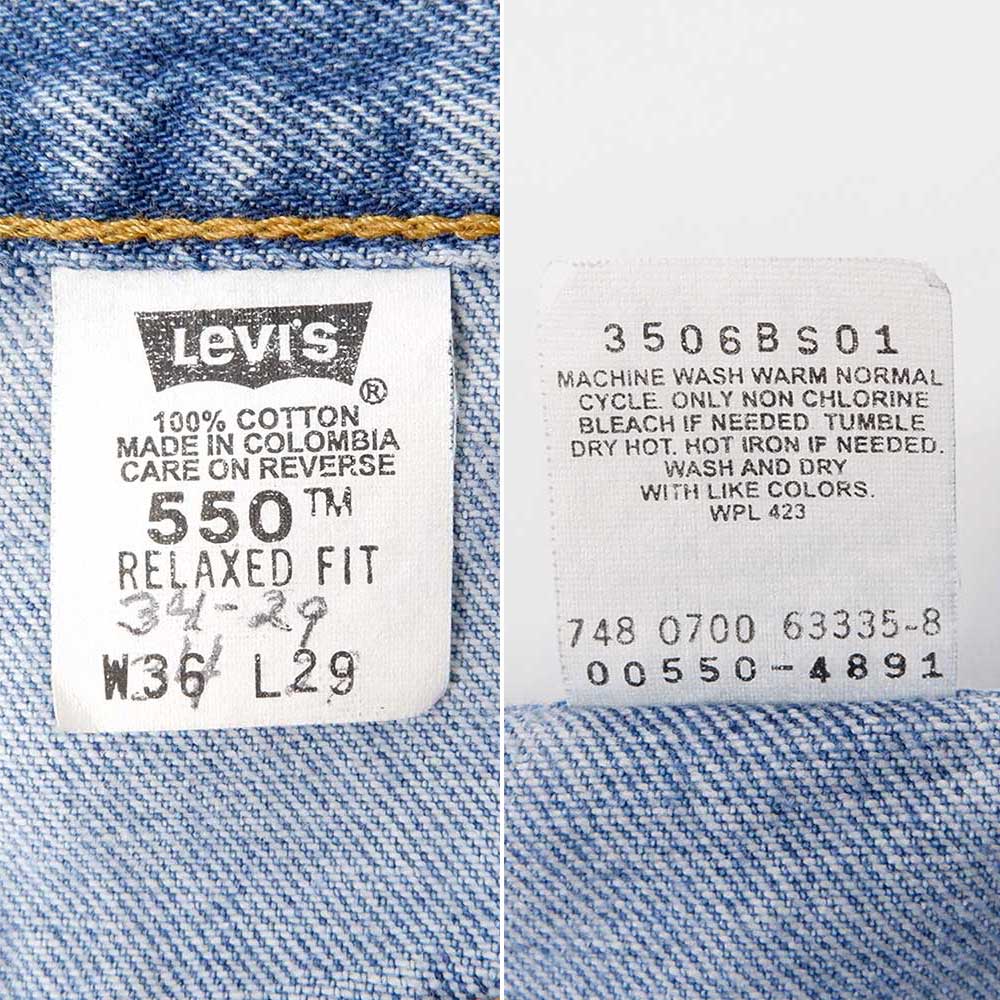 LEVI'S
®
100% COTTON
MADE IN COLOMBIA
CARE ON REVERSE
550™
RELAXED FIT
34-29
W36 L29
3506BS01
MACHINE WASH WARM NORMAL
CYCLE. ONLY NON CHLORINE
BLEACH IF NEEDED. TUMBLE
DRY HOT. HOT IRON IF NEEDED.
WASH AND DRY
WITH LIKE COLORS.
WPL 423
748 0700 63335-8
00550-4891